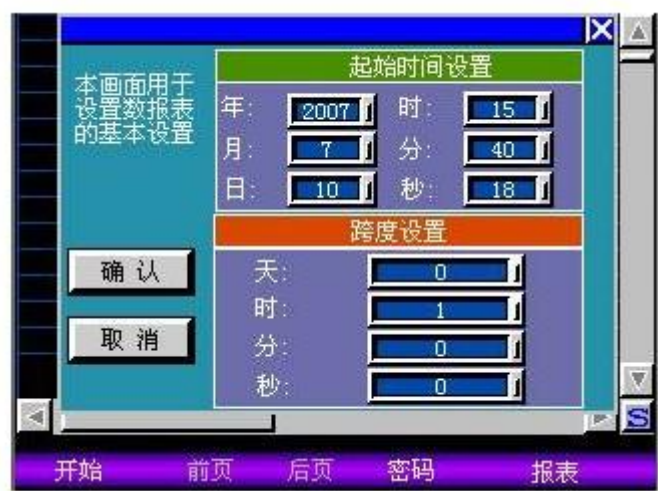 本画面用于
设置数报表
的基本设置
起始时间设置
年: 2007 时: 15
月: 7 分: 40
日: 10 秒: 18
跨度设置
天: 0
时: 1
分: 0
秒: 0
确 认
取 消
S
开始 前页 后页 密码 报表